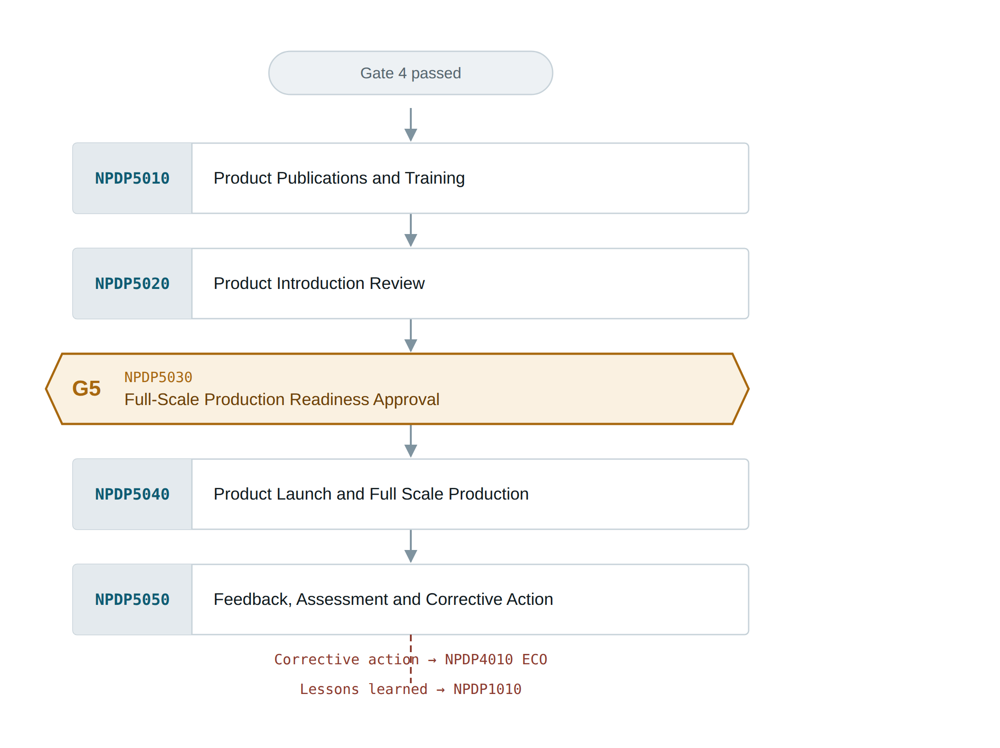 Gate 4 passed
NPDP5010 Product Publications and Training
NPDP5020 Product Introduction Review
G5
NPDP5030
Full-Scale Production Readiness Approval
NPDP5040 Product Launch and Full Scale Production
NPDP5050 Feedback, Assessment and Corrective Action
Corrective action → NPDP4010 ECO
Lessons learned → NPDP1010